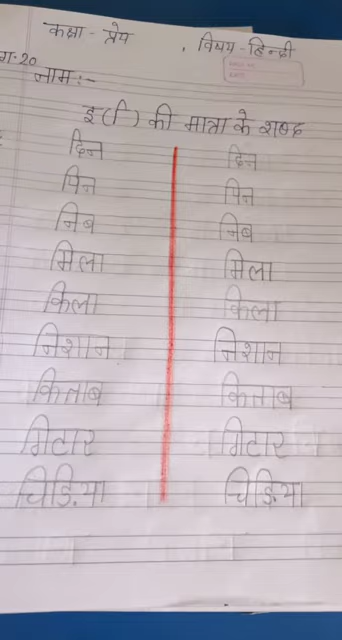 कक्षा - प्रेप , विषय - हिन्दी
ग.20
नाम:-
इ(ि) की मात्रा के शब्द
दिन दिन
पिन पिन
निब निब
मिला मिला
किला किला
निशान निशान
किताब किताब
गिटार गिटार
चिड़िया चिड़िया